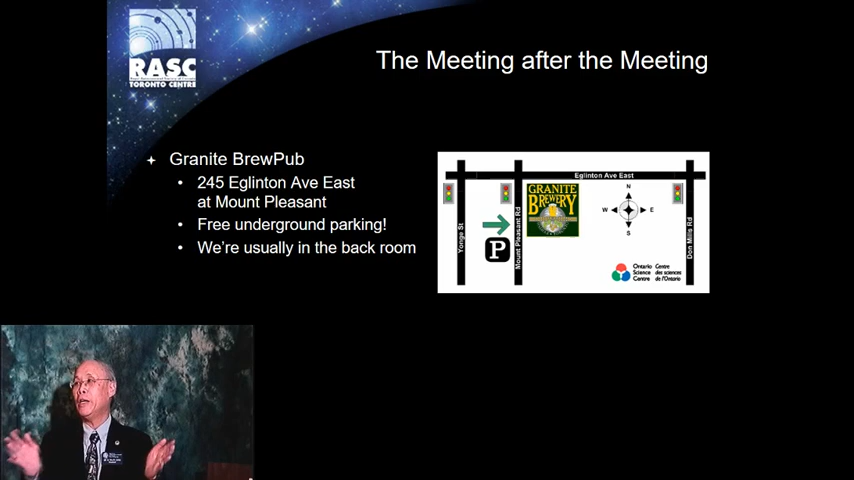 RASC
TORONTO CENTRE
The Meeting after the Meeting
Granite BrewPub
• 245 Eglinton Ave East
at Mount Pleasant
• Free underground parking!
• We're usually in the back room
Eglinton Ave East
GRANITE
BREWERY
N
W E
S
P
Yonge St
Mount Pleasant Rd
Don Mills Rd
Ontario Science Centre
Centre des sciences de l'Ontario